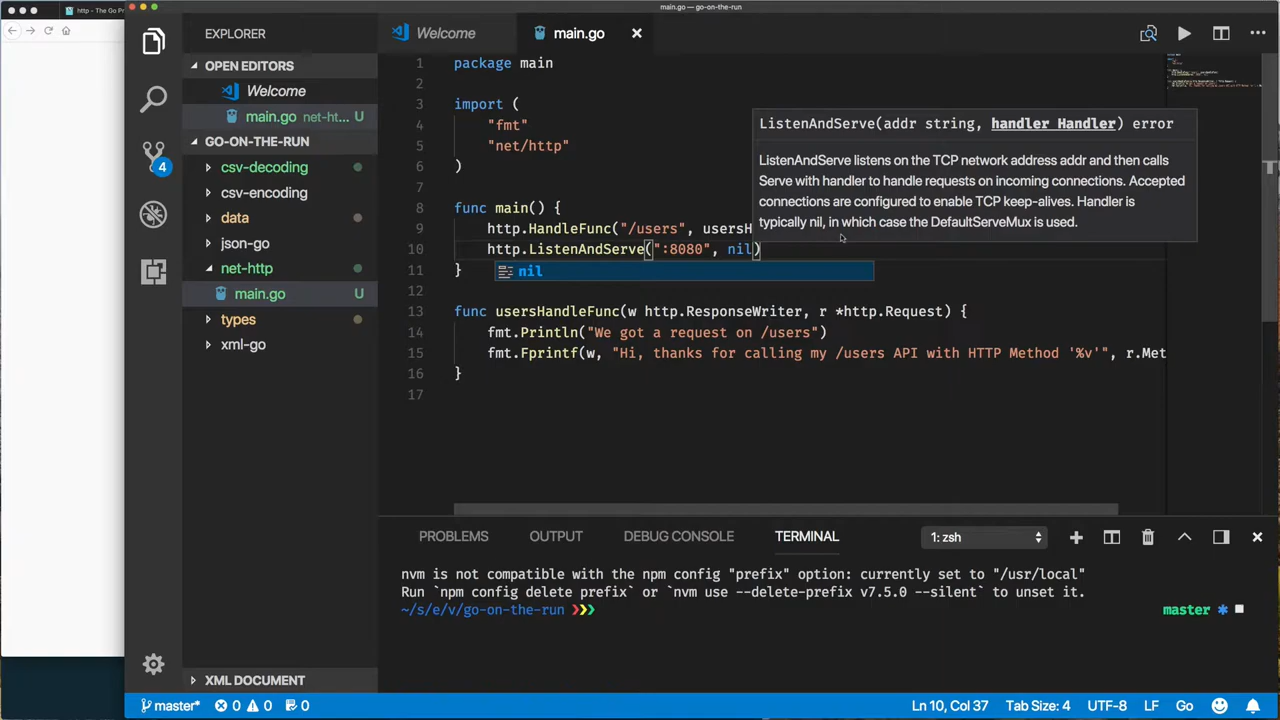 http - The Go Pr
main.go — go-on-the-run
EXPLORER
Welcome
main.go
OPEN EDITORS
Welcome
main.go net-ht... U
GO-ON-THE-RUN
csv-decoding
csv-encoding
data
json-go
net-http
main.go U
types
xml-go
XML DOCUMENT
4
1 package main
2
3 import (
4 "fmt"
5 "net/http"
6 )
7
8 func main() {
9 http.HandleFunc("/users", usersH
10 http.ListenAndServe(":8080", nil)
11 }
12
13 func usersHandleFunc(w http.ResponseWriter, r *http.Request) {
14 fmt.Println("We got a request on /users")
15 fmt.Fprintf(w, "Hi, thanks for calling my /users API with HTTP Method '%v'", r.Met
16 }
17
ListenAndServe(addr string, handler Handler) error
ListenAndServe listens on the TCP network address addr and then calls
Serve with handler to handle requests on incoming connections. Accepted
connections are configured to enable TCP keep-alives. Handler is
typically nil, in which case the DefaultServeMux is used.
nil
PROBLEMS OUTPUT DEBUG CONSOLE TERMINAL 1: zsh
nvm is not compatible with the npm config "prefix" option: currently set to "/usr/local"
Run `npm config delete prefix` or `nvm use --delete-prefix v7.5.0 --silent` to unset it.
~/s/e/v/go-on-the-run ❯❯❯ master *
master* 0 0 0 Ln 10, Col 37 Tab Size: 4 UTF-8 LF Go